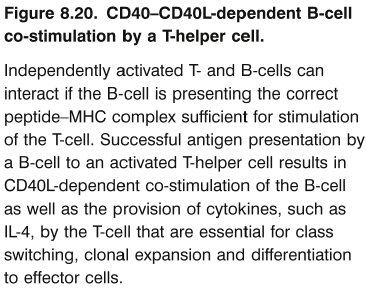 Figure 8.20. CD40–CD40L-dependent B-cell
co-stimulation by a T-helper cell.
Independently activated T- and B-cells can
interact if the B-cell is presenting the correct
peptide–MHC complex sufficient for stimulation
of the T-cell. Successful antigen presentation by
a B-cell to an activated T-helper cell results in
CD40L-dependent co-stimulation of the B-cell
as well as the provision of cytokines, such as
IL-4, by the T-cell that are essential for class
switching, clonal expansion and differentiation
to effector cells.